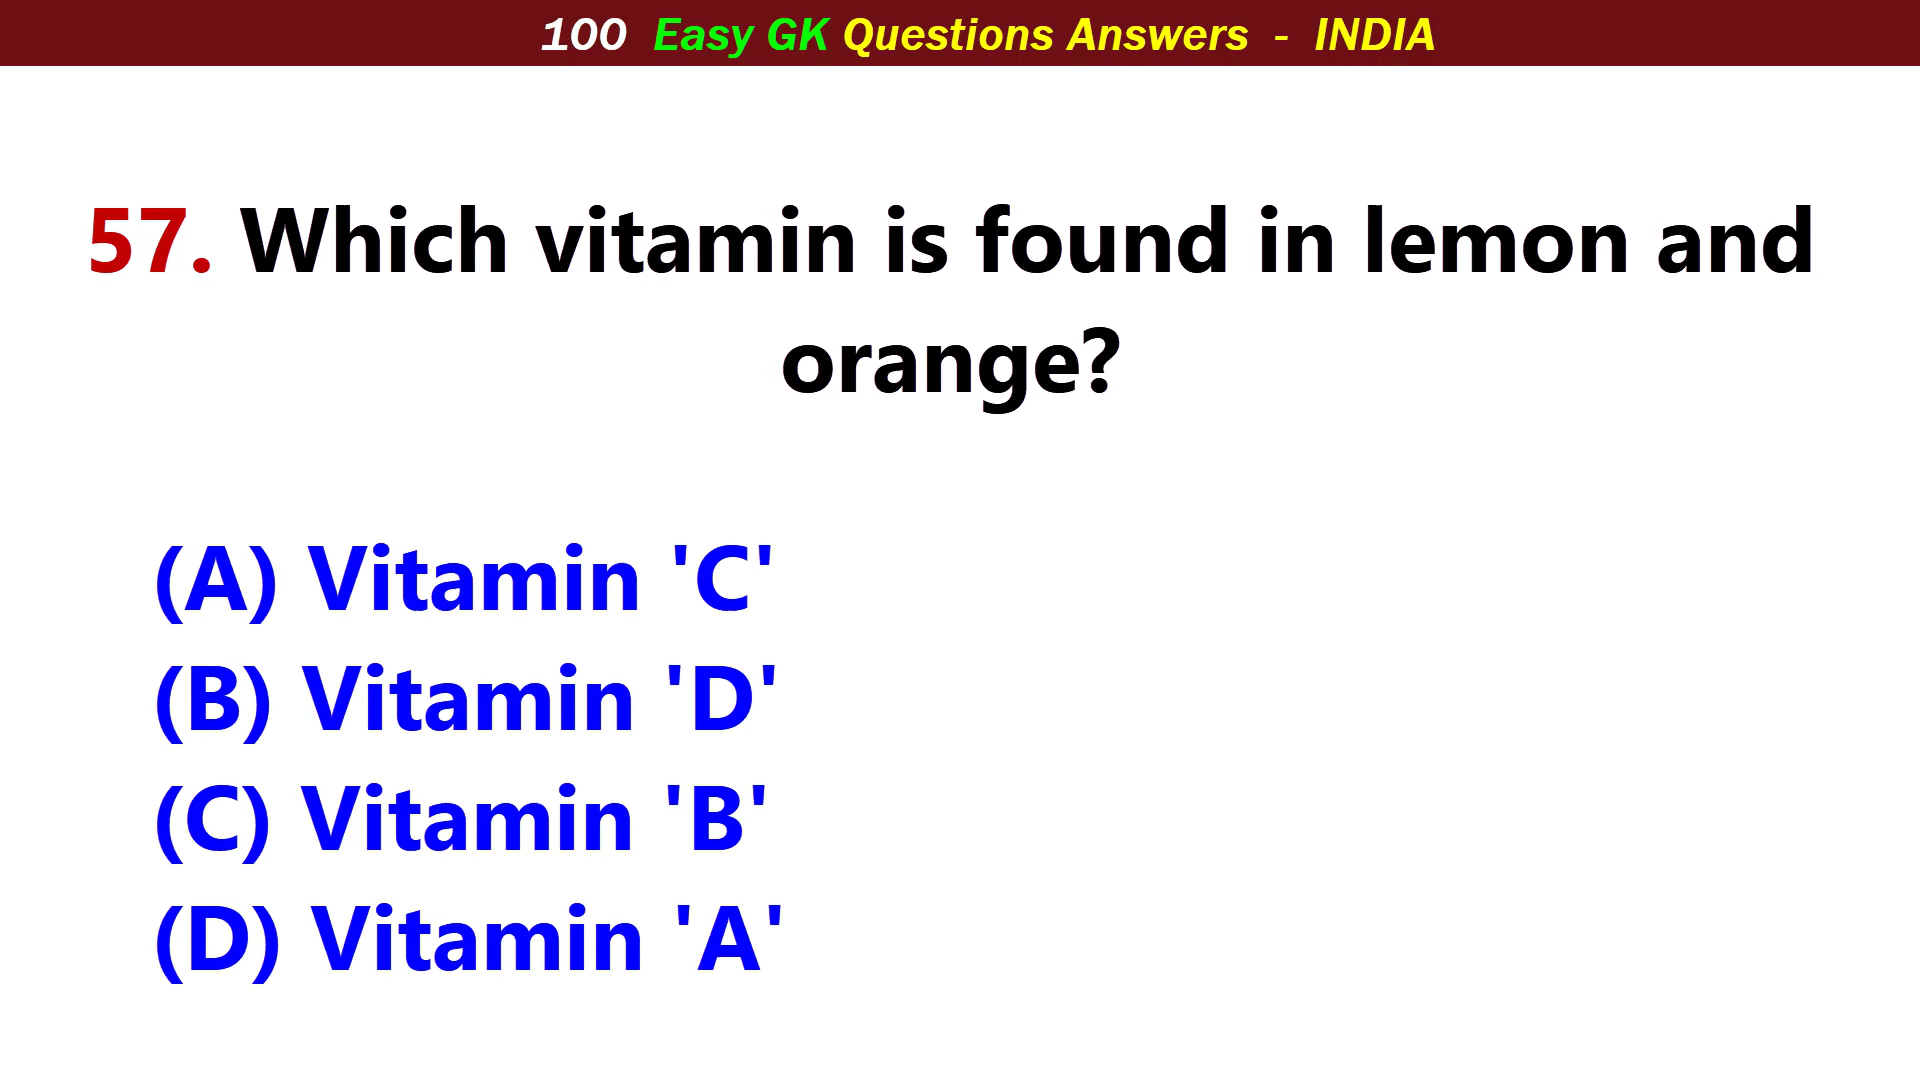 100 Easy GK Questions Answers - INDIA
57. Which vitamin is found in lemon and
orange?
(A) Vitamin 'C'
(B) Vitamin 'D'
(C) Vitamin 'B'
(D) Vitamin 'A'